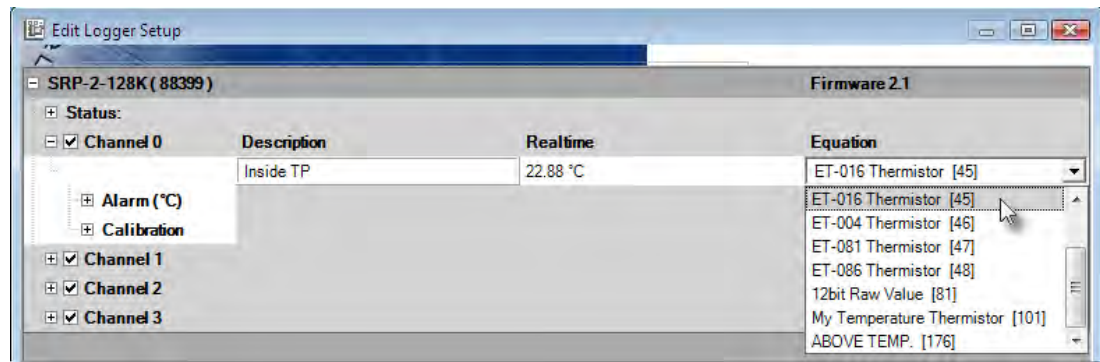 Edit Logger Setup
SRP-2-128K ( 88399 ) Firmware 2.1
Status:
Channel 0 Description Realtime Equation
Inside TP 22.88 °C ET-016 Thermistor [45]
Alarm (°C) ET-016 Thermistor [45]
ET-004 Thermistor [46]
Calibration
ET-081 Thermistor [47]
Channel 1
ET-086 Thermistor [48]
Channel 2 12bit Raw Value [81]
Channel 3 My Temperature Thermistor [101]
ABOVE TEMP. [176]